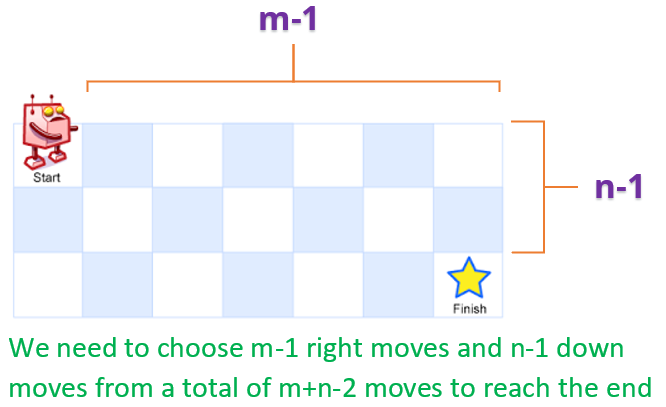 m-1
Start
n-1
Finish
We need to choose m-1 right moves and n-1 down
moves from a total of m+n-2 moves to reach the end